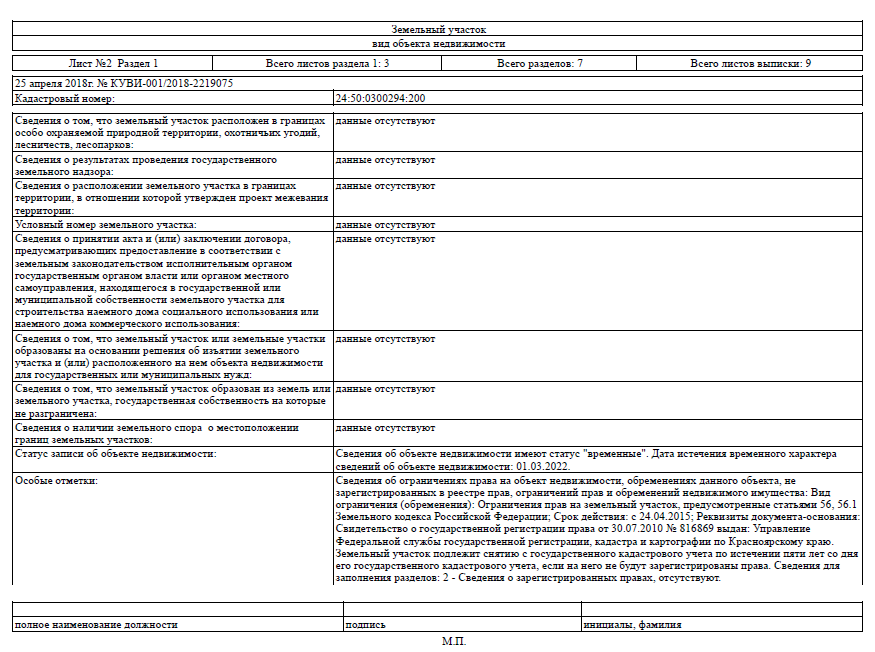 Земельный участок
вид объекта недвижимости
Лист №2 Раздел 1 Всего листов раздела 1: 3 Всего разделов: 7 Всего листов выписки: 9
25 апреля 2018г. № КУВИ-001/2018-2219075
Кадастровый номер: 24:50:0300294:200
Сведения о том, что земельный участок расположен в границах данные отсутствуют
особо охраняемой природной территории, охотничьих угодий,
лесничеств, лесопарков:
Сведения о результатах проведения государственного данные отсутствуют
земельного надзора:
Сведения о расположении земельного участка в границах данные отсутствуют
территории, в отношении которой утвержден проект межевания
территории:
Условный номер земельного участка: данные отсутствуют
Сведения о принятии акта и (или) заключении договора, данные отсутствуют
предусматривающих предоставление в соответствии с
земельным законодательством исполнительным органом
государственным органом власти или органом местного
самоуправления, находящегося в государственной или
муниципальной собственности земельного участка для
строительства наемного дома социального использования или
наемного дома коммерческого использования:
Сведения о том, что земельный участок или земельные участки данные отсутствуют
образованы на основании решения об изъятии земельного
участка и (или) расположенного на нем объекта недвижимости
для государственных или муниципальных нужд:
Сведения о том, что земельный участок образован из земель или данные отсутствуют
земельного участка, государственная собственность на которые
не разграничена:
Сведения о наличии земельного спора о местоположении данные отсутствуют
границ земельных участков:
Статус записи об объекте недвижимости: Сведения об объекте недвижимости имеют статус "временные". Дата истечения временного характера
сведений об объекте недвижимости: 01.03.2022.
Особые отметки: Сведения об ограничениях права на объект недвижимости, обременениях данного объекта, не
зарегистрированных в реестре прав, ограничений прав и обременений недвижимого имущества: Вид
ограничения (обременения): Ограничения прав на земельный участок, предусмотренные статьями 56, 56.1
Земельного кодекса Российской Федерации; Срок действия: с 24.04.2015; Реквизиты документа-основания:
Свидетельство о государственной регистрации права от 30.07.2010 № 816869 выдан: Управление
Федеральной службы государственной регистрации, кадастра и картографии по Красноярскому краю.
Земельный участок подлежит снятию с государственного кадастрового учета по истечении пяти лет со дня
его государственного кадастрового учета, если на него не будут зарегистрированы права. Сведения для
заполнения разделов: 2 - Сведения о зарегистрированных правах, отсутствуют.
полное наименование должности подпись инициалы, фамилия
М.П.